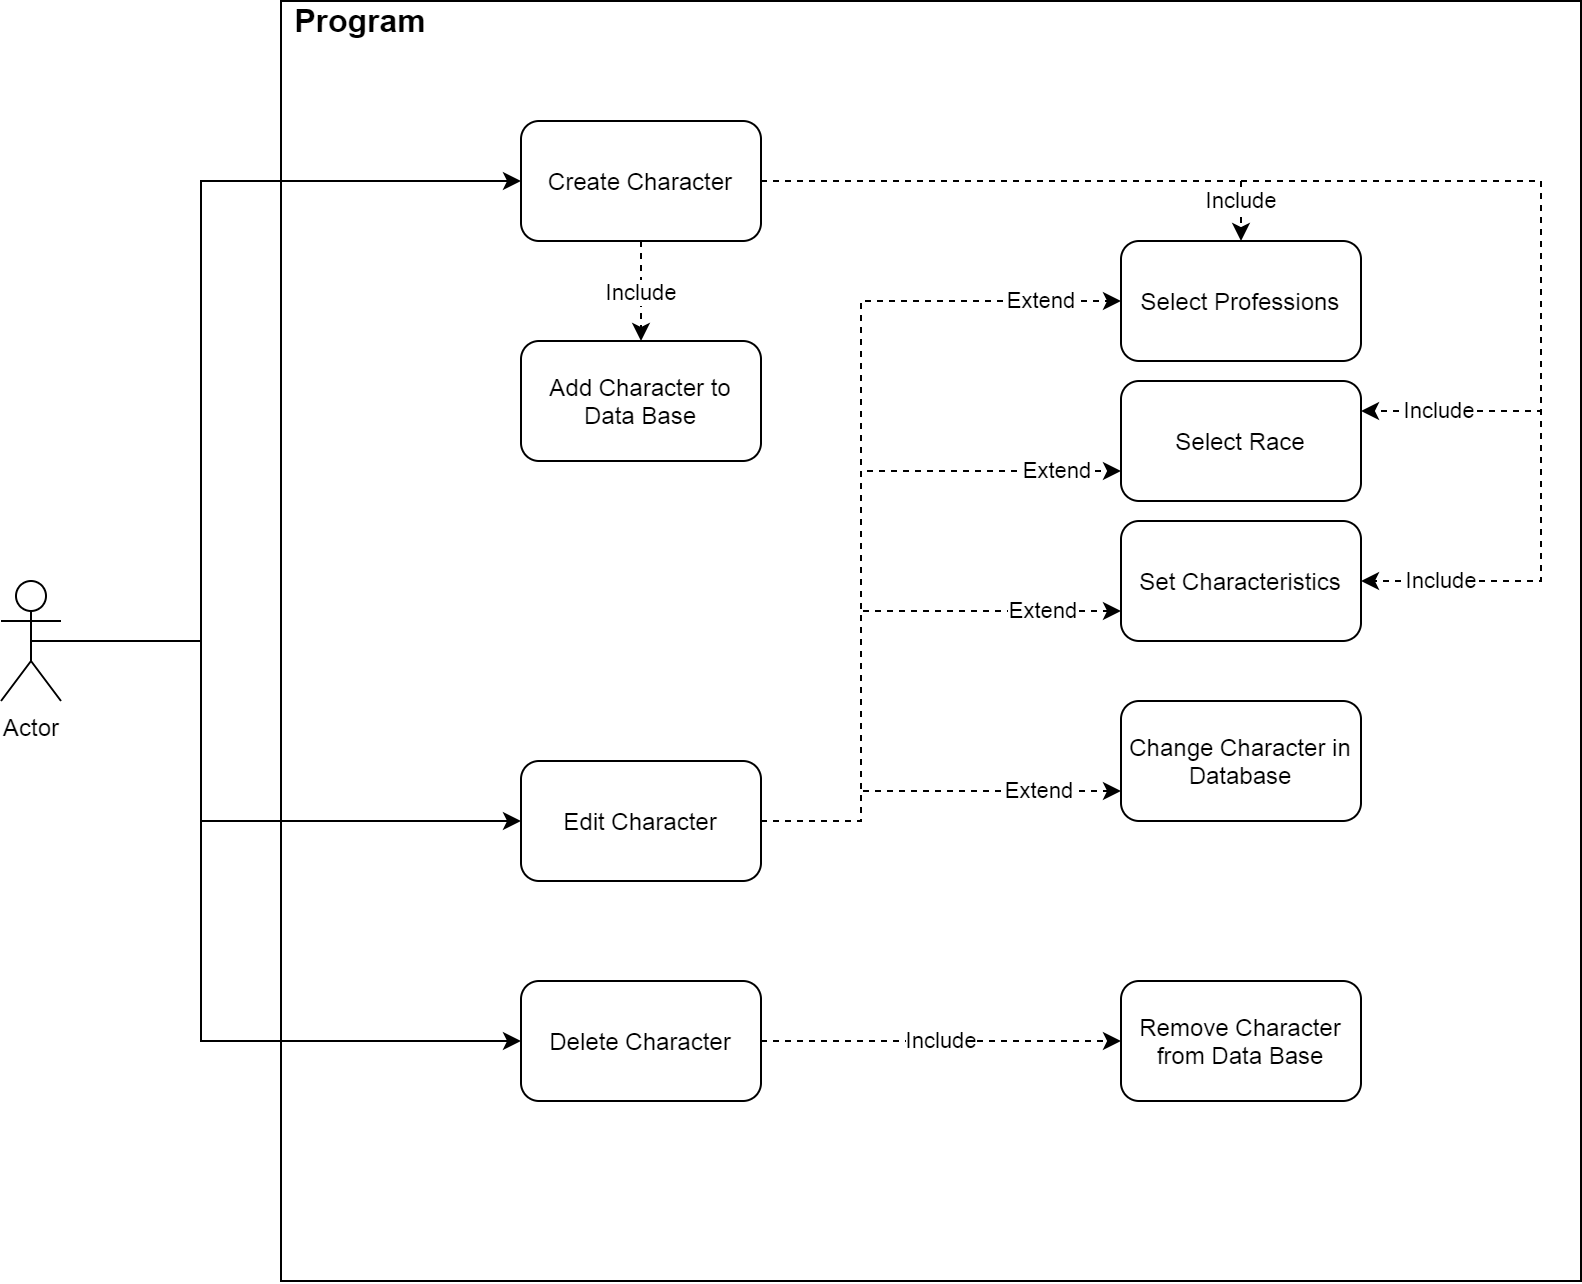 Program
Create Character
Include
Include
Select Professions
Extend
Add Character to
Data Base
Select Race
Include
Extend
Set Characteristics
Include
Extend
Actor
Change Character in
Database
Extend
Edit Character
Delete Character
Include
Remove Character
from Data Base